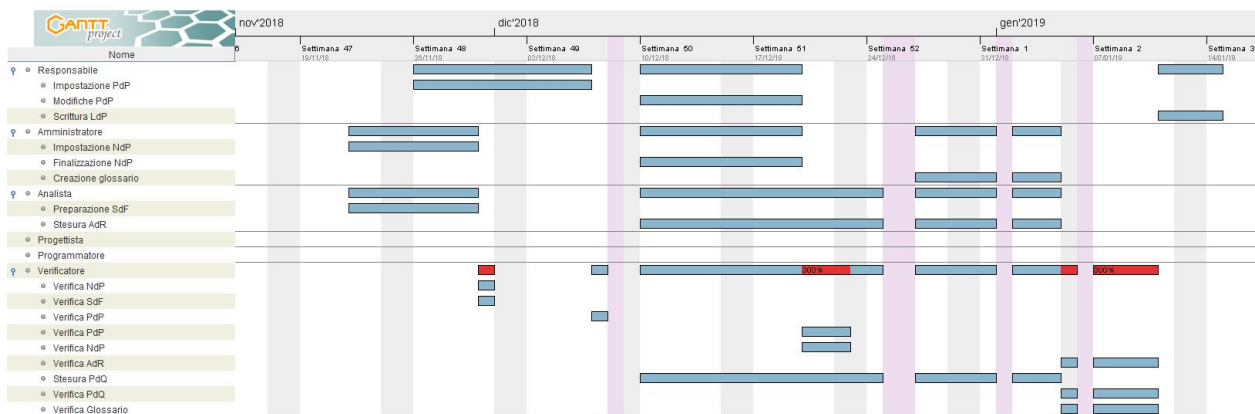 GANTT
project
nov'2018
dic'2018
gen'2019
Nome
6
Settimana 47
Settimana 48
Settimana 49
Settimana 50
Settimana 51
Settimana 52
Settimana 1
Settimana 2
Settimana 3
19/11/18
26/11/18
03/12/18
10/12/18
17/12/18
24/12/18
31/12/18
07/01/19
14/01/19
Responsabile
Impostazione PdP
Modifiche PdP
Scrittura LdP
Amministratore
Impostazione NdP
Finalizzazione NdP
Creazione glossario
Analista
Preparazione SdF
Stesura AdR
Progettista
Programmatore
Verificatore
300%
300%
Verifica NdP
Verifica SdF
Verifica PdP
Verifica PdP
Verifica NdP
Verifica AdR
Stesura PdQ
Verifica PdQ
Verifica Glossario